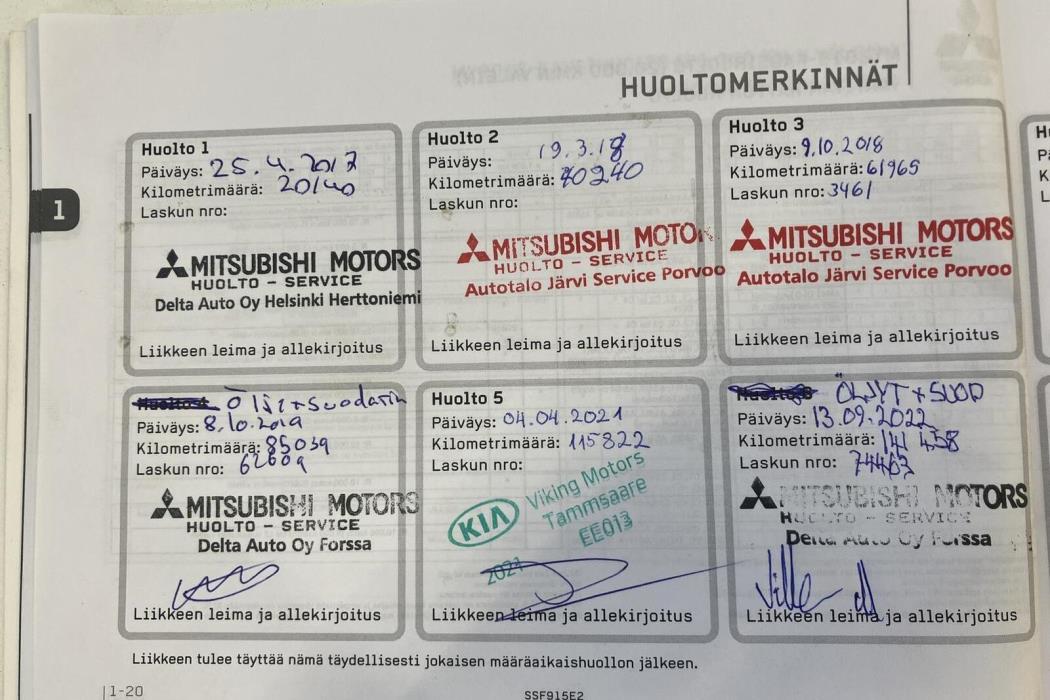 HUOLTOMERKINNÄT
1
Huolto 1
Päiväys: 25.4.2017
Kilometrimäärä: 20140
Laskun nro:
MITSUBISHI MOTORS
HUOLTO - SERVICE
Delta Auto Oy Helsinki Herttoniemi
Liikkeen leima ja allekirjoitus
Huolto 2
Päiväys: 19.3.18
Kilometrimäärä: 40240
Laskun nro:
MITSUBISHI MOTO
HUOLTO - SERVICE
Autotalo Järvi Service Porvoo
Liikkeen leima ja allekirjoitus
Huolto 3
Päiväys: 9.10.2018
Kilometrimäärä: 61965
Laskun nro: 3461
MITSUBISHI MOTORS
HUOLTO - SERVICE
Autotalo Järvi Service Porvoo
Liikkeen leima ja allekirjoitus
Huolto 4
Päiväys: 8.10.2019
Kilometrimäärä: 85039
Laskun nro: 62609
MITSUBISHI MOTORS
HUOLTO - SERVICE
Delta Auto Oy Forssa
Liikkeen leima ja allekirjoitus
Huolto 5
Päiväys: 04.04.2021
Kilometrimäärä: 115822
Laskun nro:
KIA
Viking Motors
Tammsaare
EE013
2021
Liikkeen leima ja allekirjoitus
ÖLJYT + SUOD
Päiväys: 13.09.2022
Kilometrimäärä: 141 458
Laskun nro: 74463
MITSUBISHI MOTORS
HUOLTO - SERVICE
Delta Auto Oy Forssa
Ville
Liikkeen leima ja allekirjoitus
Liikkeen tulee täyttää nämä täydellisesti jokaisen määräaikaishuollon jälkeen.
1-20
SSF915E2